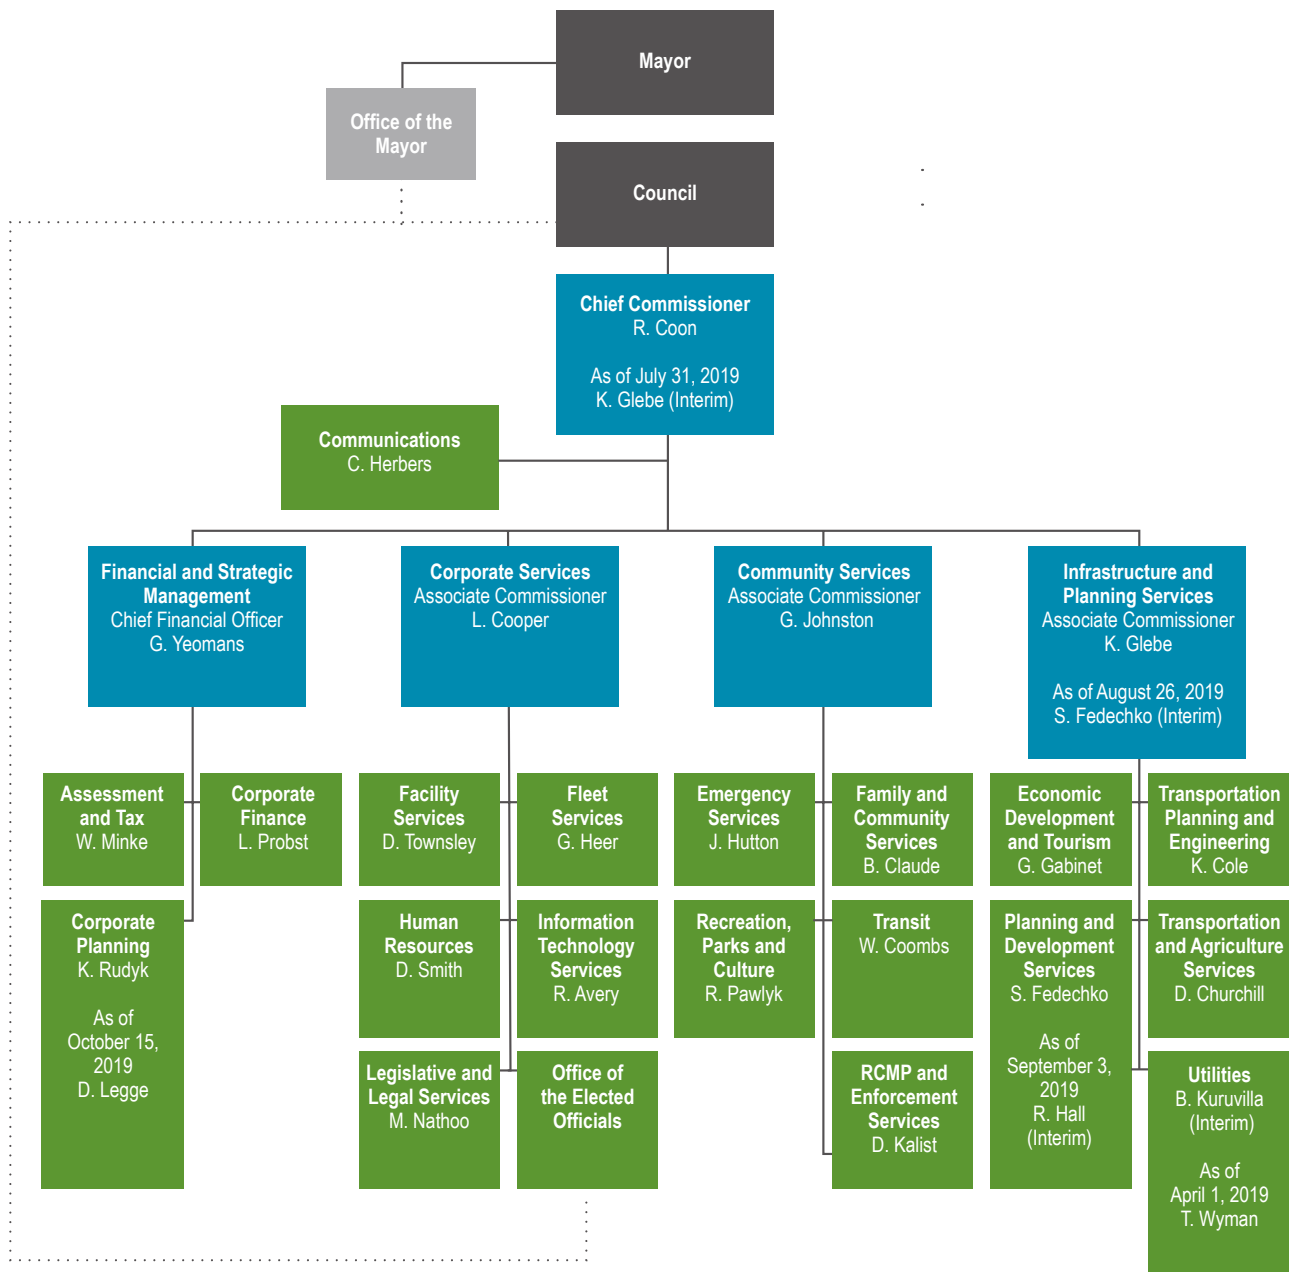 Mayor
Office of the
Mayor
Council
Chief Commissioner
R. Coon
As of July 31, 2019
K. Glebe (Interim)
Communications
C. Herbers
Financial and Strategic
Management
Chief Financial Officer
G. Yeomans
Corporate Services
Associate Commissioner
L. Cooper
Community Services
Associate Commissioner
G. Johnston
Infrastructure and
Planning Services
Associate Commissioner
K. Glebe
As of August 26, 2019
S. Fedechko (Interim)
Assessment
and Tax
W. Minke
Corporate
Finance
L. Probst
Facility
Services
D. Townsley
Fleet
Services
G. Heer
Emergency
Services
J. Hutton
Family and
Community
Services
B. Claude
Economic
Development
and Tourism
G. Gabinet
Transportation
Planning and
Engineering
K. Cole
Corporate
Planning
K. Rudyk
As of
October 15,
2019
D. Legge
Human
Resources
D. Smith
Information
Technology
Services
R. Avery
Recreation,
Parks and
Culture
R. Pawlyk
Transit
W. Coombs
Planning and
Development
Services
S. Fedechko
As of
September 3,
2019
R. Hall
(Interim)
Transportation
and Agriculture
Services
D. Churchill
Legislative and
Legal Services
M. Nathoo
Office of
the Elected
Officials
RCMP and
Enforcement
Services
D. Kalist
Utilities
B. Kuruvilla
(Interim)
As of
April 1, 2019
T. Wyman